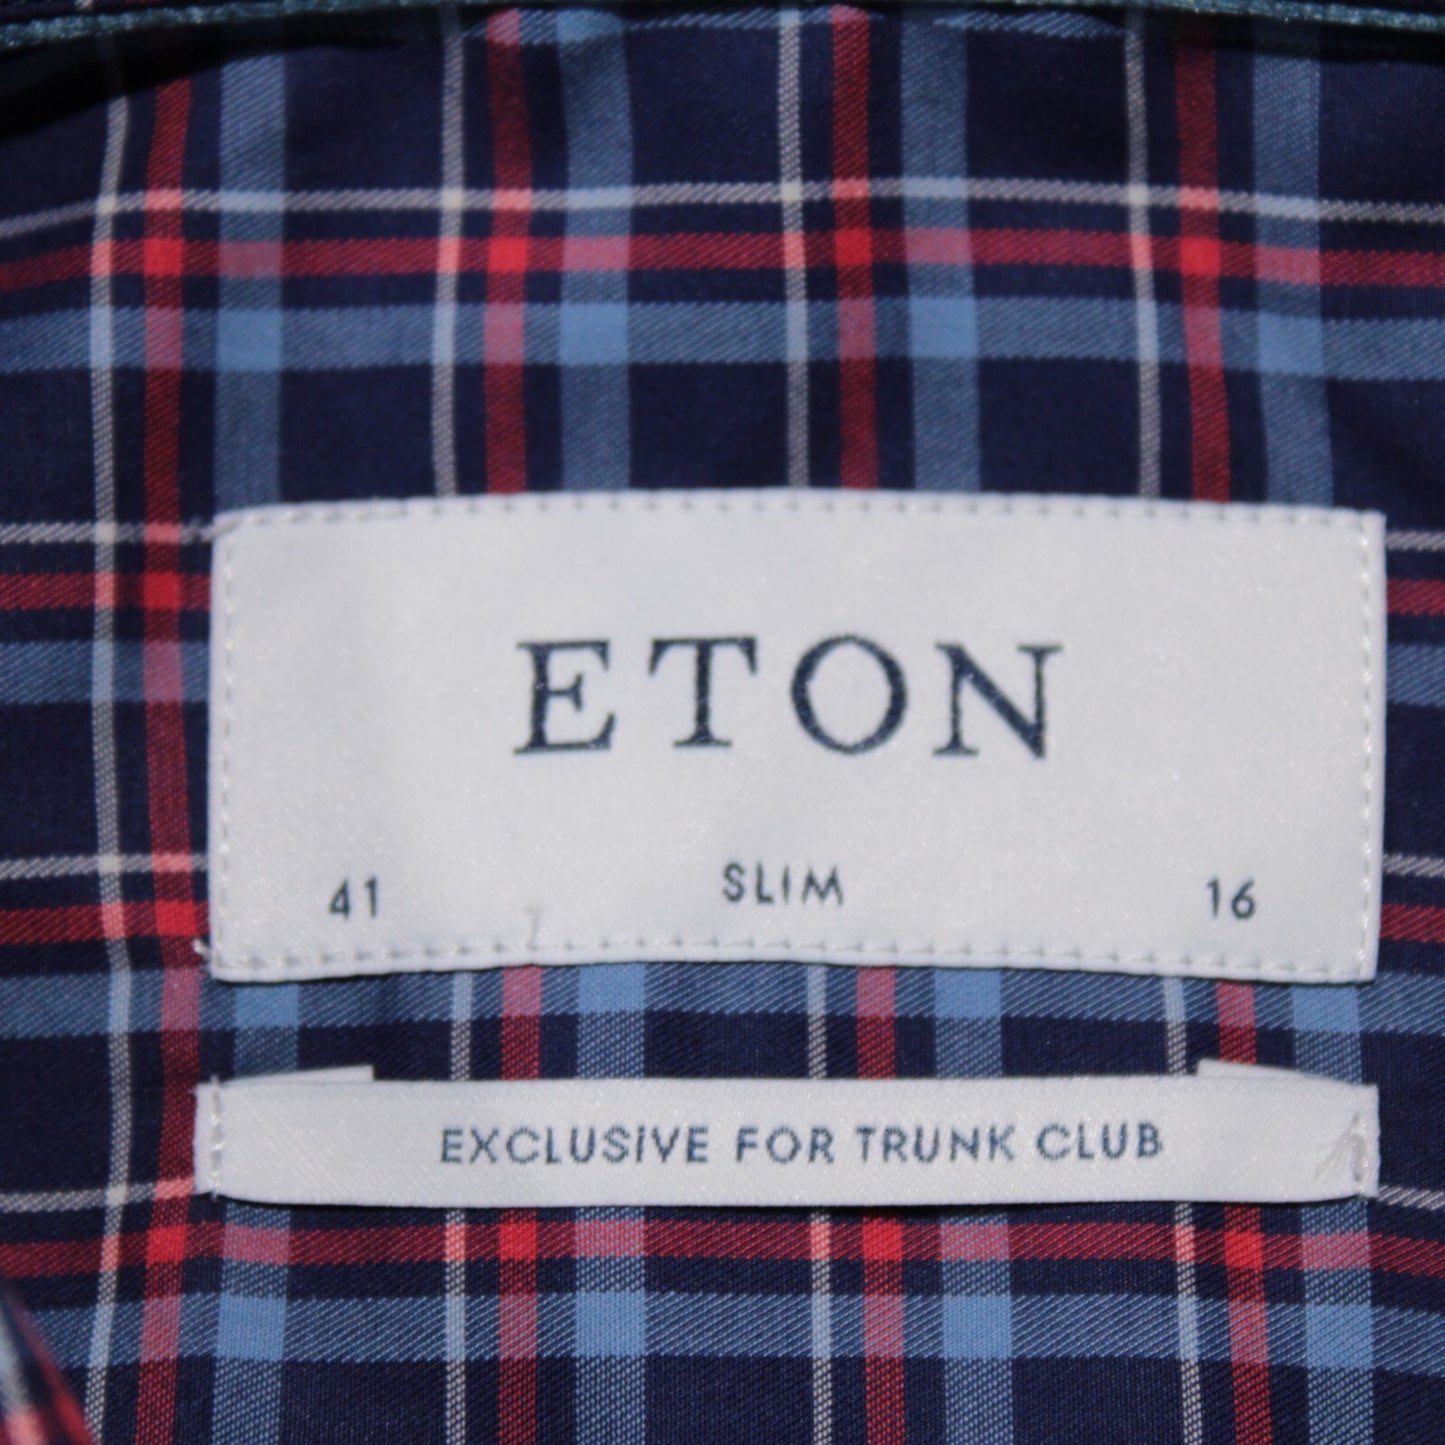 ETON
41 SLIM 16
EXCLUSIVE FOR TRUNK CLUB